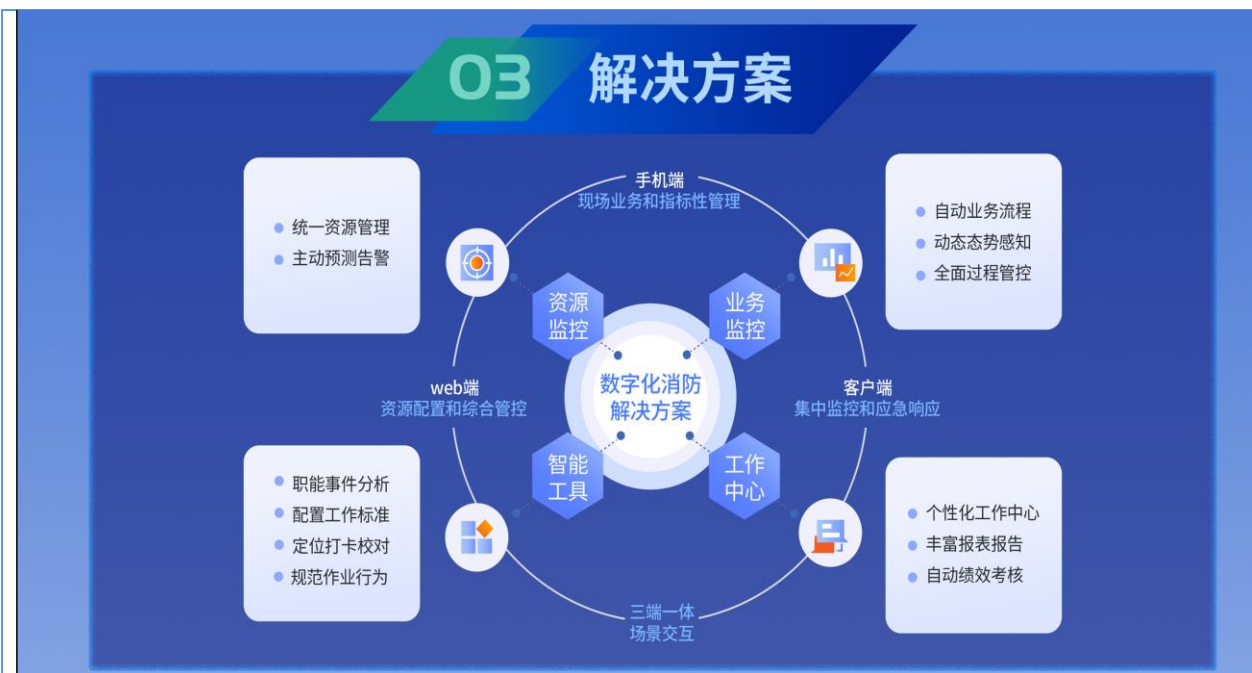 03 解决方案
手机端
现场业务和指标性管理
统一资源管理
主动预测告警
自动业务流程
动态态势感知
全面过程管控
资源
监控
业务
监控
web端
资源配置和综合管控
数字化消防
解决方案
客户端
集中监控和应急响应
智能
工具
工作
中心
职能事件分析
配置工作标准
定位打卡校对
规范作业行为
个性化工作中心
丰富报表报告
自动绩效考核
三端一体
场景交互